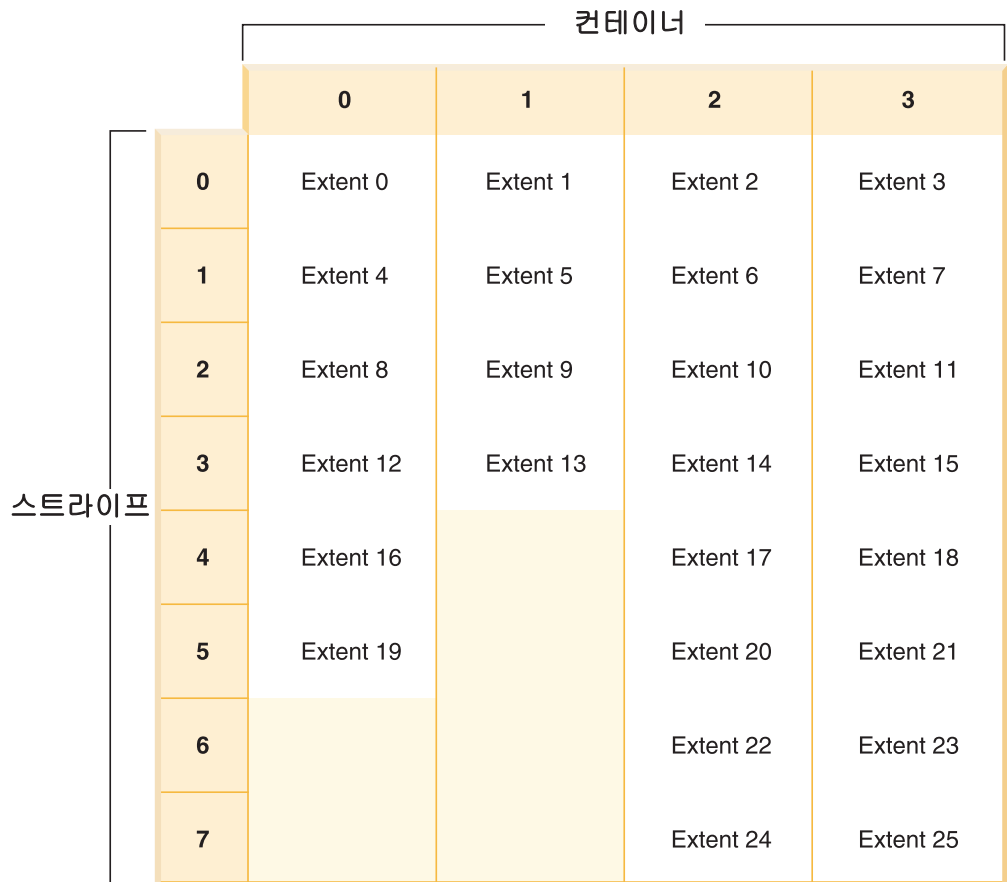 컨테이너
0 1 2 3
0 Extent 0 Extent 1 Extent 2 Extent 3
1 Extent 4 Extent 5 Extent 6 Extent 7
2 Extent 8 Extent 9 Extent 10 Extent 11
3 Extent 12 Extent 13 Extent 14 Extent 15
스트라이프
4 Extent 16 Extent 17 Extent 18
5 Extent 19 Extent 20 Extent 21
6 Extent 22 Extent 23
7 Extent 24 Extent 25